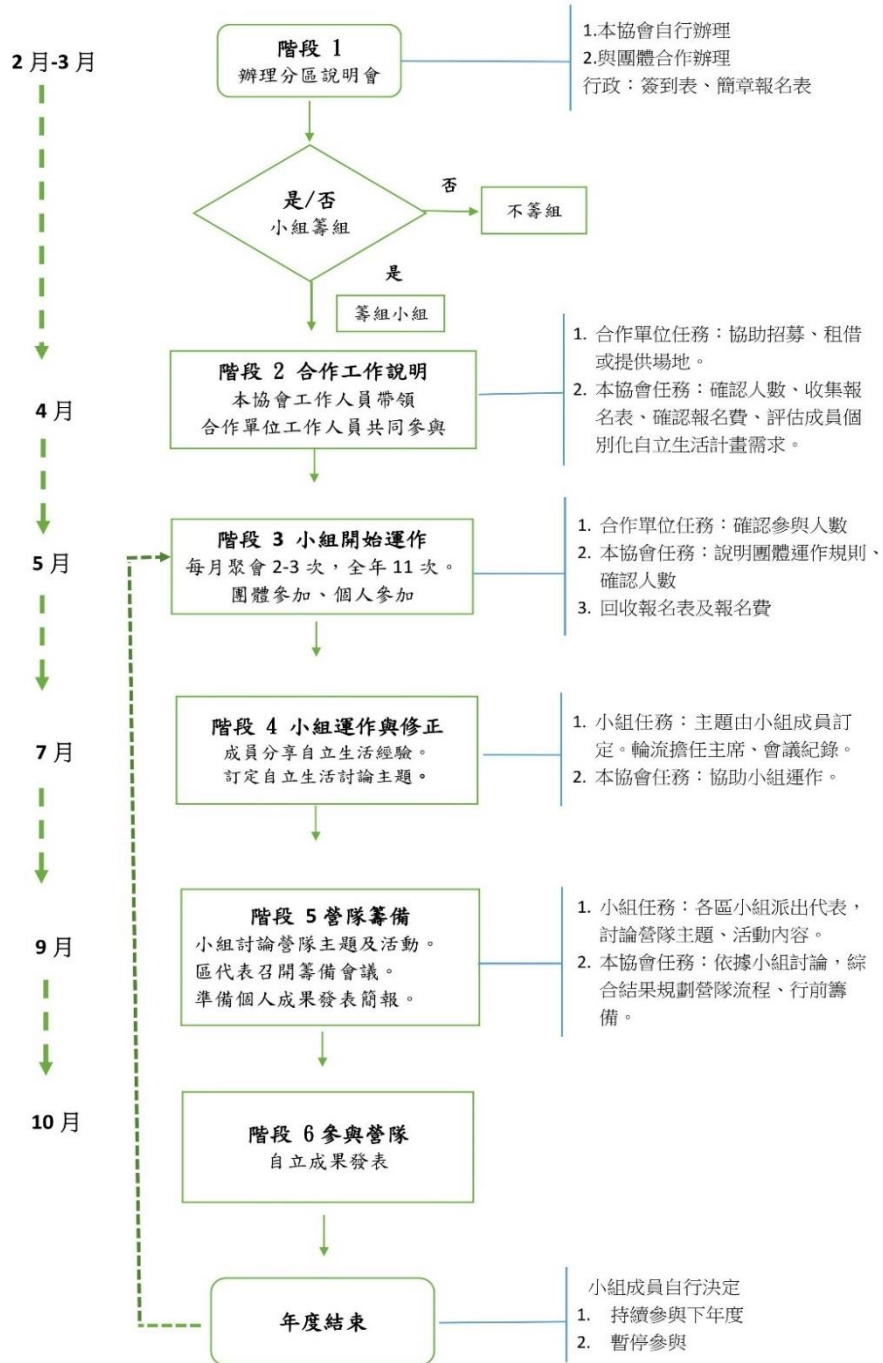 2 月-3 月
階段 1
辦理分區說明會
1.本協會自行辦理
2.與團體合作辦理
行政：簽到表、簡章報名表
是/否
小組籌組
否
不籌組
是
籌組小組
4 月
階段 2 合作工作說明
本協會工作人員帶領
合作單位工作人員共同參與
1. 合作單位任務：協助招募、租借
或提供場地。
2. 本協會任務：確認人數、收集報
名表、確認報名費、評估成員個
別化自立生活計畫需求。
5 月
階段 3 小組開始運作
每月聚會 2-3 次，全年 11 次。
團體參加、個人參加
1. 合作單位任務：確認參與人數
2. 本協會任務：說明團體運作規則、
確認人數
3. 回收報名表及報名費
7 月
階段 4 小組運作與修正
成員分享自立生活經驗。
訂定自立生活討論主題。
1. 小組任務：主題由小組成員訂
定。輪流擔任主席、會議紀錄。
2. 本協會任務：協助小組運作。
9 月
階段 5 營隊籌備
小組討論營隊主題及活動。
區代表召開籌備會議。
準備個人成果發表簡報。
1. 小組任務：各區小組派出代表，
討論營隊主題、活動內容。
2. 本協會任務：依據小組討論，綜
合結果規劃營隊流程、行前籌
備。
10 月
階段 6 參與營隊
自立成果發表
年度結束
小組成員自行決定
1. 持續參與下年度
2. 暫停參與